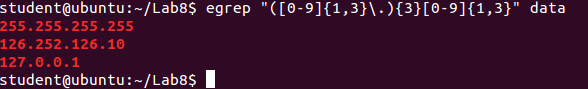 student@ubuntu:~/Lab8$ egrep "([0-9]{1,3}\.){3}[0-9]{1,3}" data
255.255.255.255
126.252.126.10
127.0.0.1
student@ubuntu:~/Lab8$